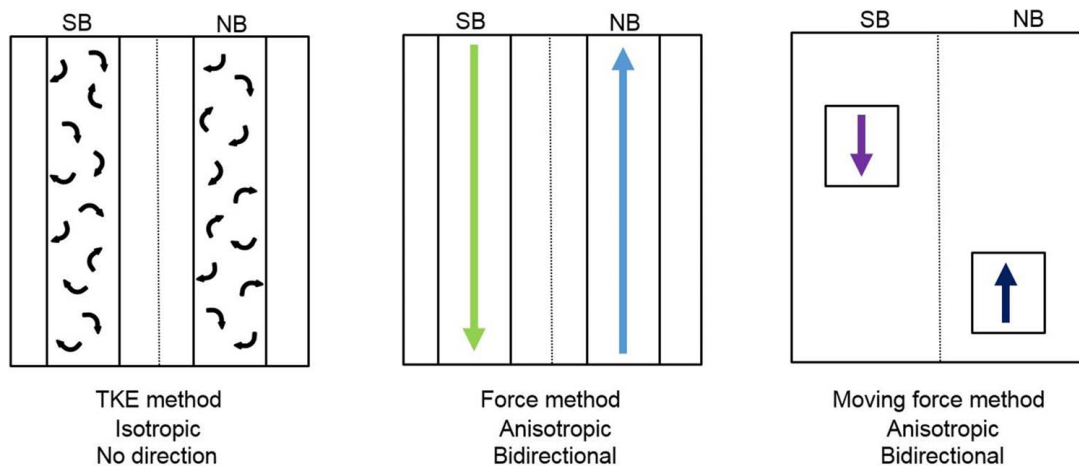 SB NB
TKE method
Isotropic
No direction
SB NB
Force method
Anisotropic
Bidirectional
SB NB
Moving force method
Anisotropic
Bidirectional